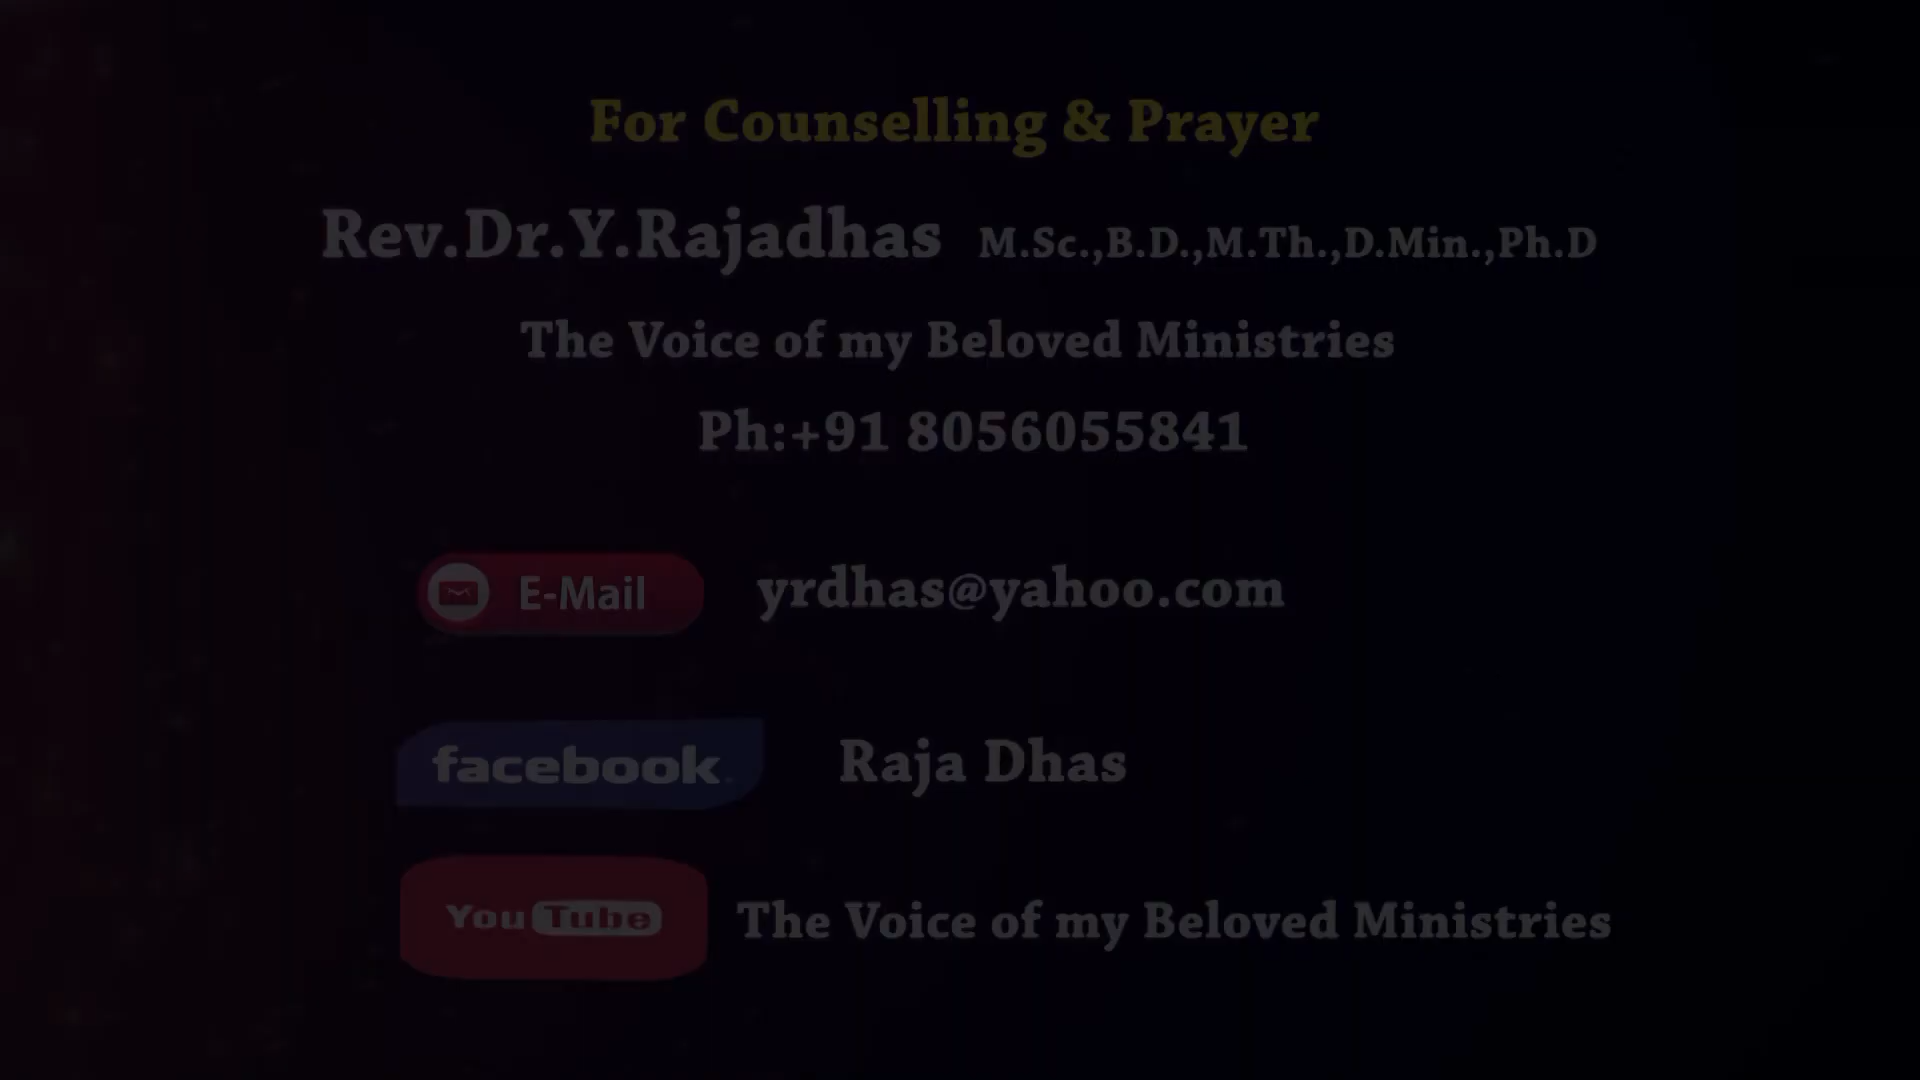 For Counselling & Prayer
Rev.Dr.Y.Rajadhas M.Sc.,B.D.,M.Th.,D.Min.,Ph.D
The Voice of my Beloved Ministries
Ph:+91 8056055841
E-Mail yrdhas@yahoo.com
facebook. Raja Dhas
YouTube The Voice of my Beloved Ministries